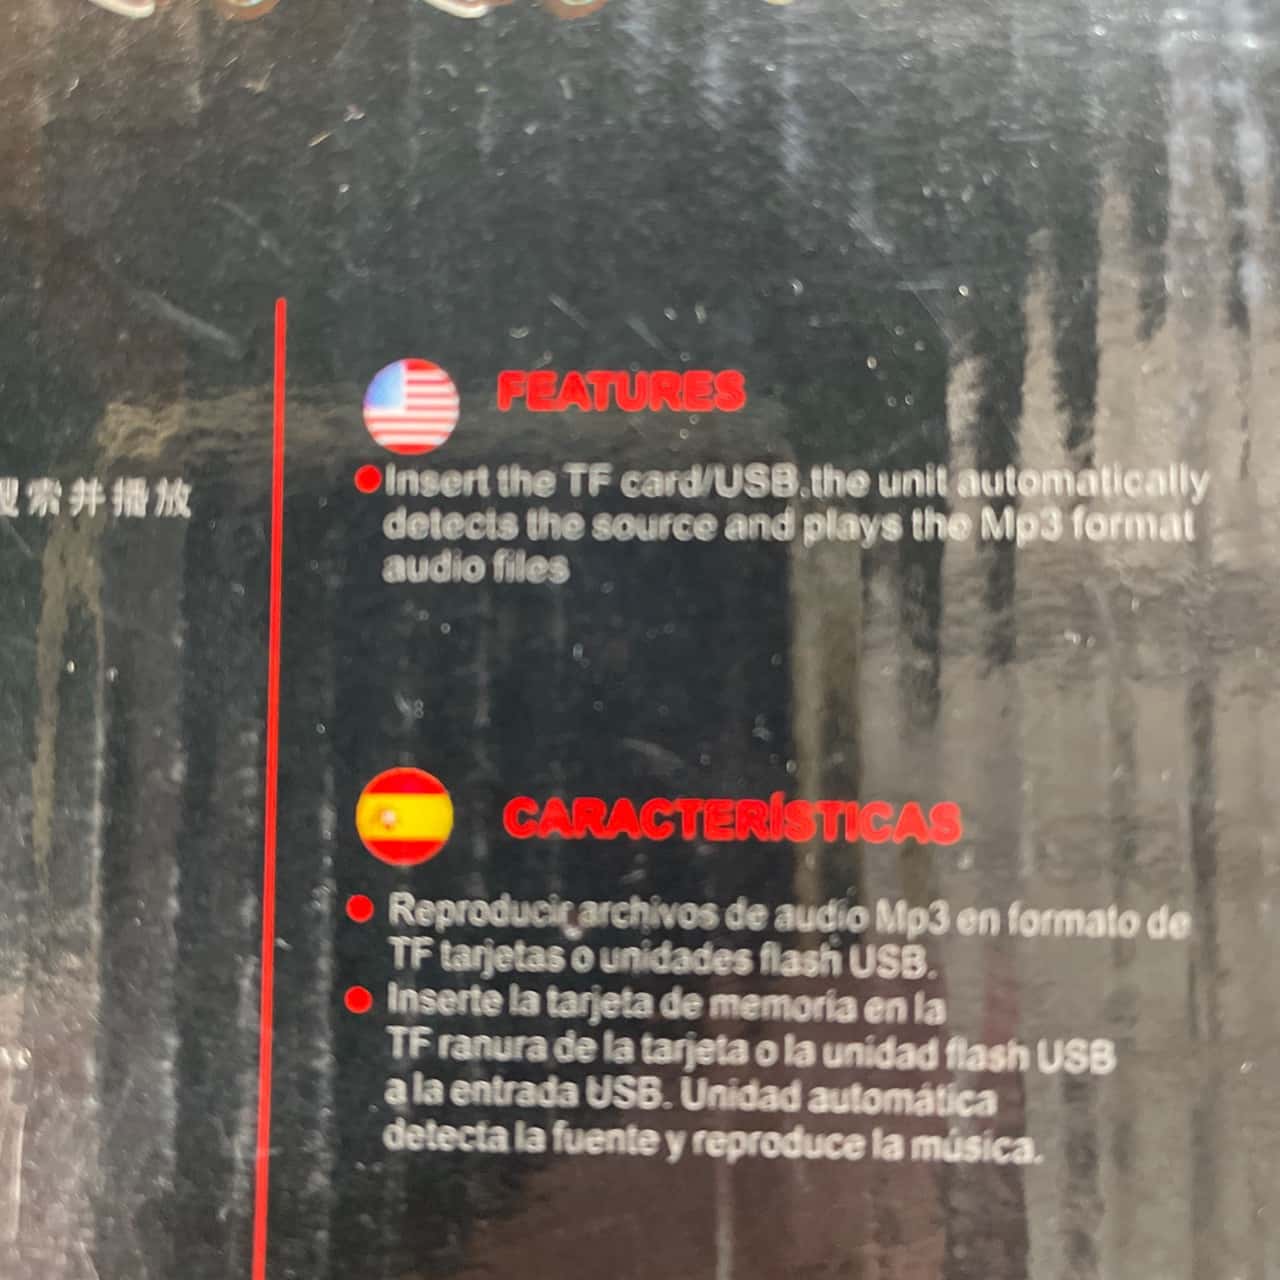 索并播放
FEATURES
Insert the TF card/USB.the unit automatically
detects the source and plays the Mp3 format
audio files
CARACTERÍSTICAS
Reproducir archivos de audio Mp3 en formato de
TF tarjetas o unidades flash USB.
Inserte la tarjeta de memoria en la
TF ranura de la tarjeta o la unidad flash USB
a la entrada USB. Unidad automática
detecta la fuente y reproduce la música.